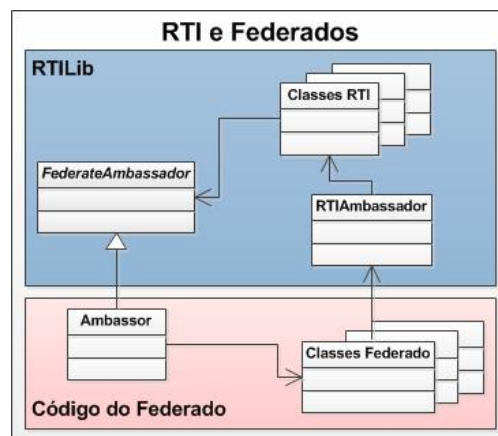 RTI e Federados
RTILib
Classes RTI
FederateAmbassador
RTIAmbassador
Ambassor
Classes Federado
Código do Federado